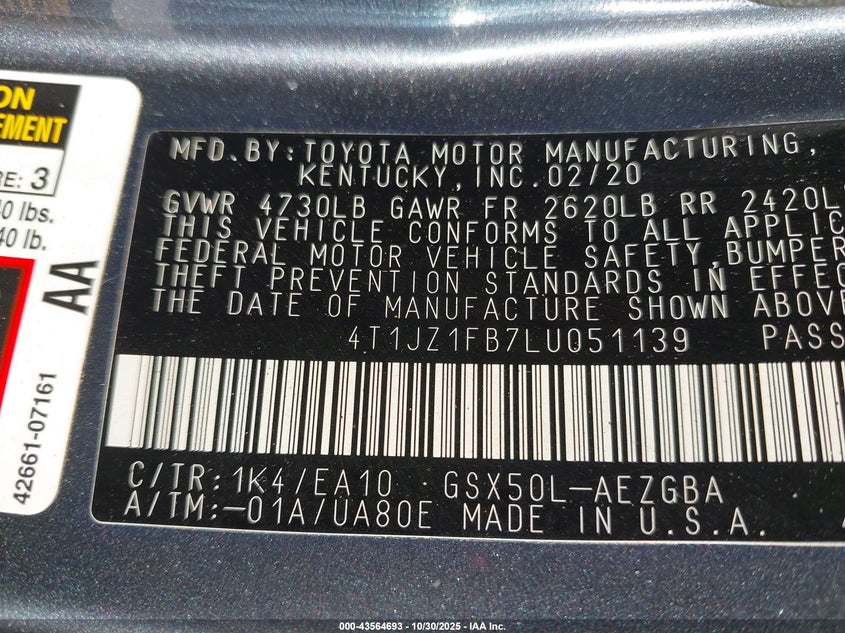 ON
EMENT
RE: 3
40 lbs.
40 lb.
AA
42661-07161
MFD.BY:TOYOTA MOTOR MANUFACTURING,
KENTUCKY,INC.02/20
GVWR 4730LB GAWR FR 2620LB RR 2420L
THIS VEHICLE CONFORMS TO ALL APPLIC
FEDERAL MOTOR VEHICLE SAFETY,BUMPER
THEFT PREVENTION STANDARDS IN EFFEC
THE DATE OF MANUFACTURE SHOWN ABOVE
4T1JZ1FB7LU051139 PASS
C/TR:1K4/EA10 GSX50L-AEZGBA
A/TM:-01A/UA80E MADE IN U.S.A.
000-43564693 - 10/30/2025 - IAA Inc.